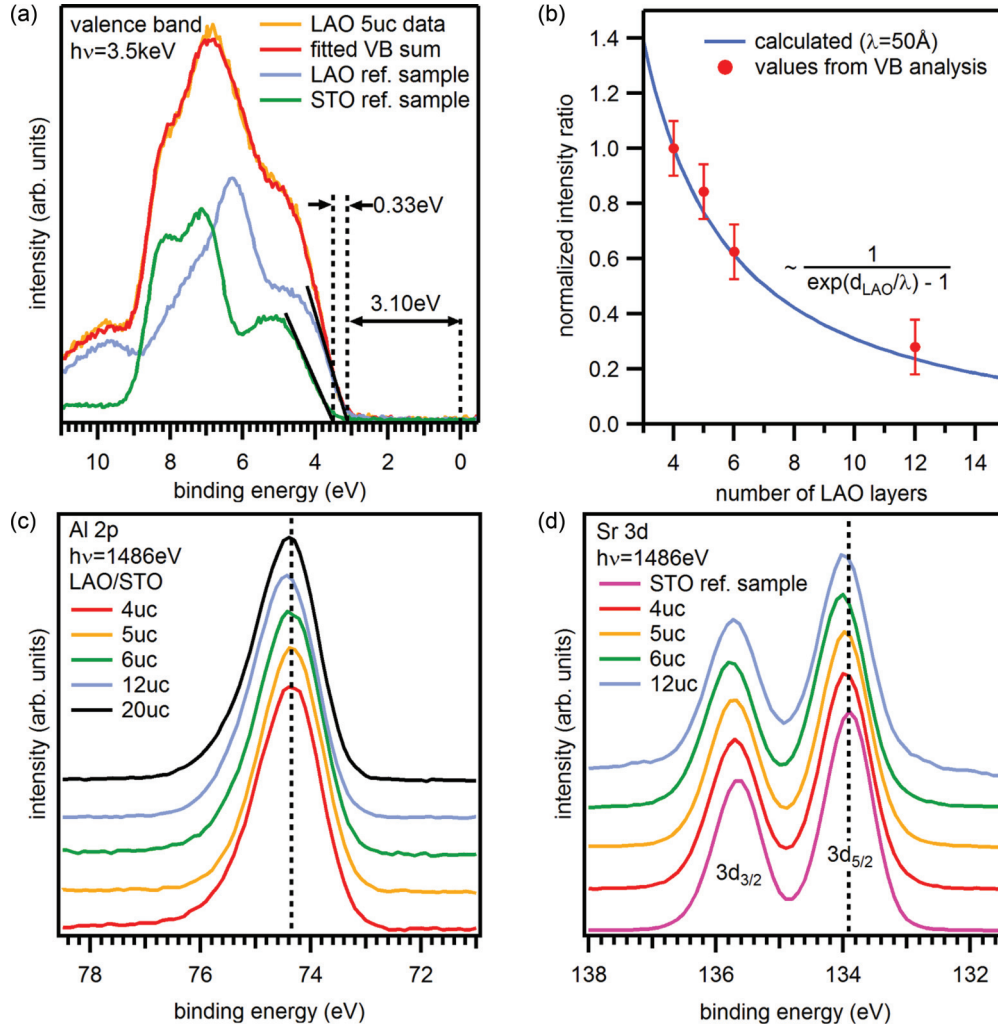 (a)
valence band
hν=3.5keV
LAO 5uc data
fitted VB sum
LAO ref. sample
STO ref. sample
0.33eV
3.10eV
intensity (arb. units)
10 8 6 4 2 0
binding energy (eV)
(b)
calculated (λ=50Å)
values from VB analysis
~ 1 / exp(d_LAO/λ) - 1
normalized intensity ratio
1.4
1.2
1.0
0.8
0.6
0.4
0.2
0.0
4 6 8 10 12 14
number of LAO layers
(c)
Al 2p
hν=1486eV
LAO/STO
4uc
5uc
6uc
12uc
20uc
intensity (arb. units)
78 76 74 72
binding energy (eV)
(d)
Sr 3d
hν=1486eV
STO ref. sample
4uc
5uc
6uc
12uc
3d3/2
3d5/2
intensity (arb. units)
138 136 134 132
binding energy (eV)